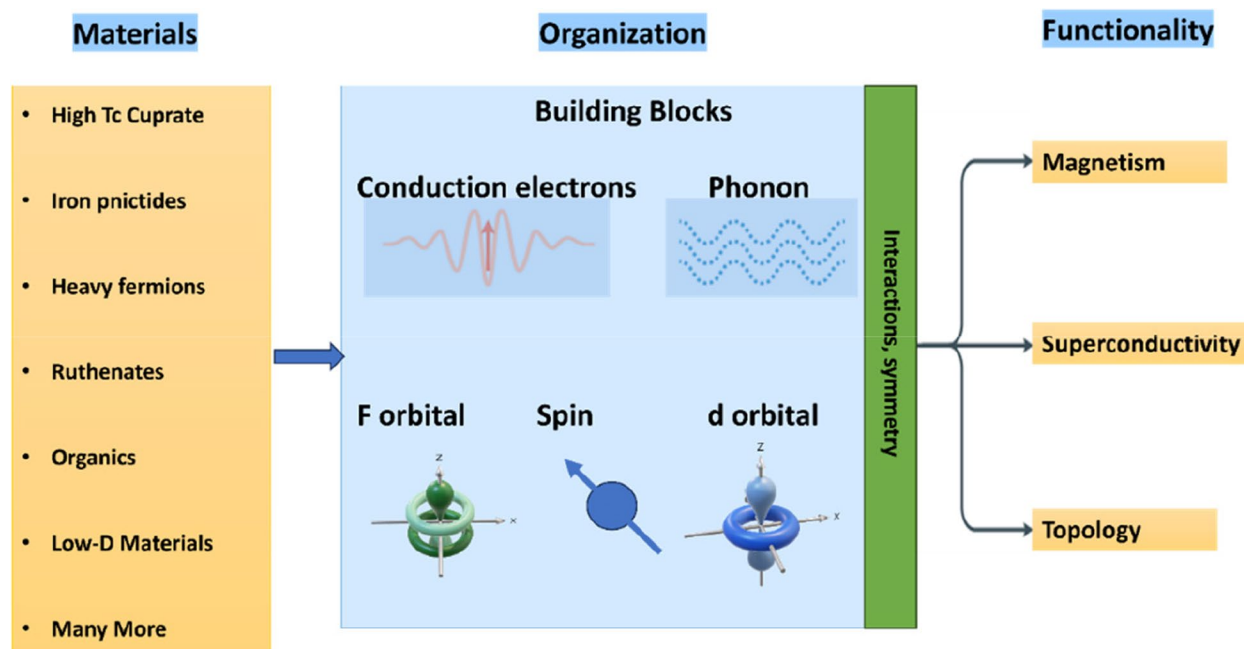 Materials
Organization
Functionality
• High Tc Cuprate
• Iron pnictides
• Heavy fermions
• Ruthenates
• Organics
• Low-D Materials
• Many More
Building Blocks
Conduction electrons
Phonon
F orbital
Spin
d orbital
z
x
z
x
Interactions, symmetry
Magnetism
Superconductivity
Topology